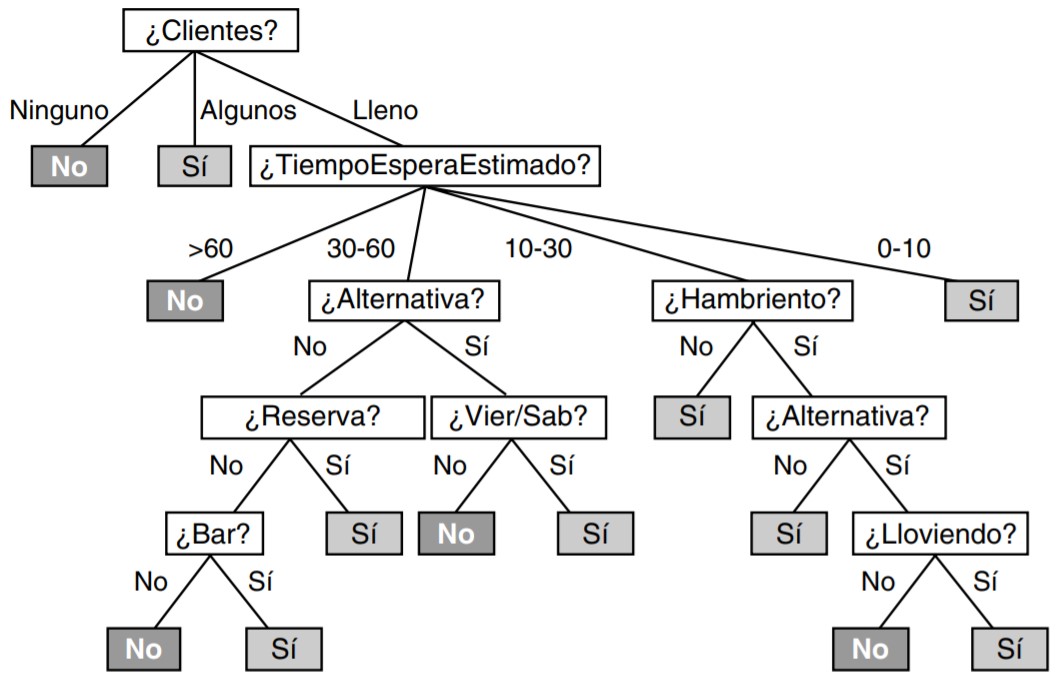 ¿Clientes?
Ninguno Algunos Lleno
No Sí ¿TiempoEsperaEstimado?
>60 30-60 10-30 0-10
No ¿Alternativa? ¿Hambriento? Sí
No Sí No Sí
¿Reserva? ¿Vier/Sab? Sí ¿Alternativa?
No Sí No Sí No Sí
¿Bar? Sí No Sí Sí ¿Lloviendo?
No Sí No Sí
No Sí No Sí